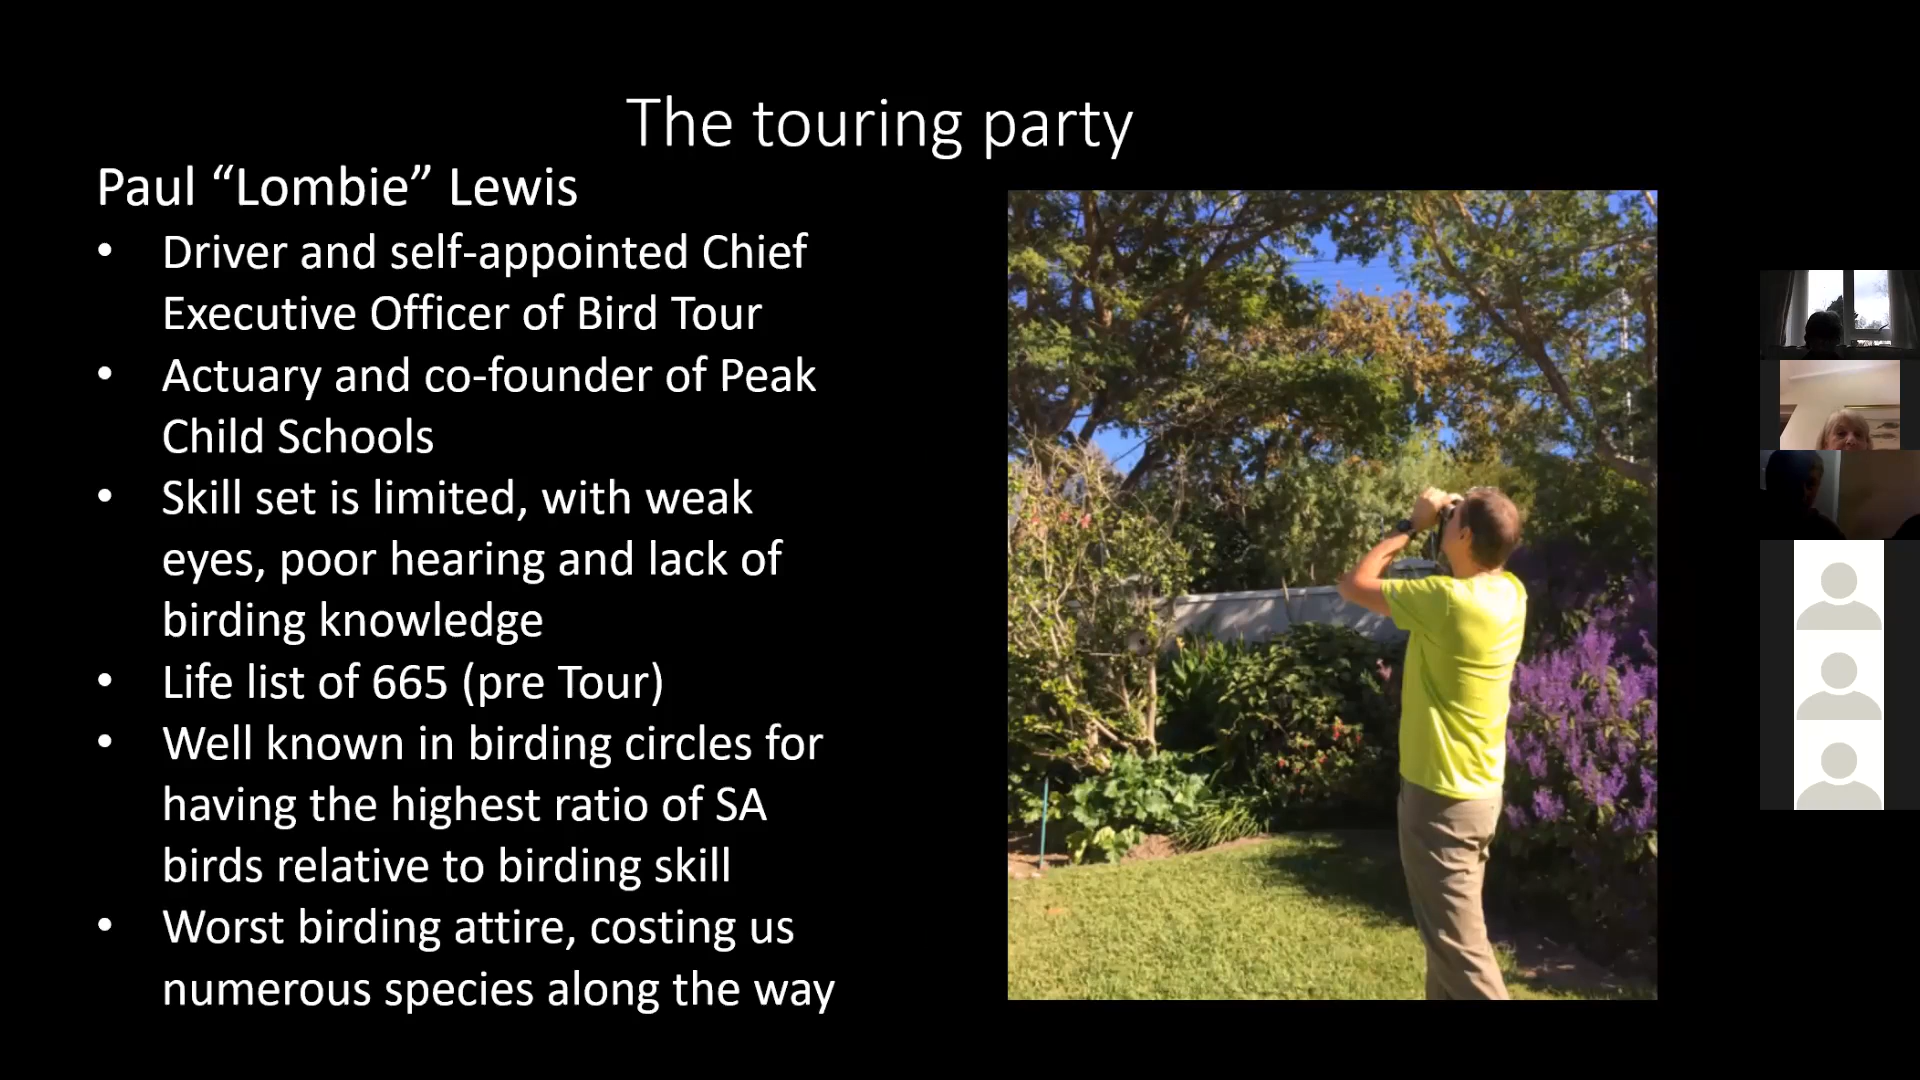 The touring party
Paul “Lombie” Lewis
• Driver and self-appointed Chief
Executive Officer of Bird Tour
• Actuary and co-founder of Peak
Child Schools
• Skill set is limited, with weak
eyes, poor hearing and lack of
birding knowledge
• Life list of 665 (pre Tour)
• Well known in birding circles for
having the highest ratio of SA
birds relative to birding skill
• Worst birding attire, costing us
numerous species along the way